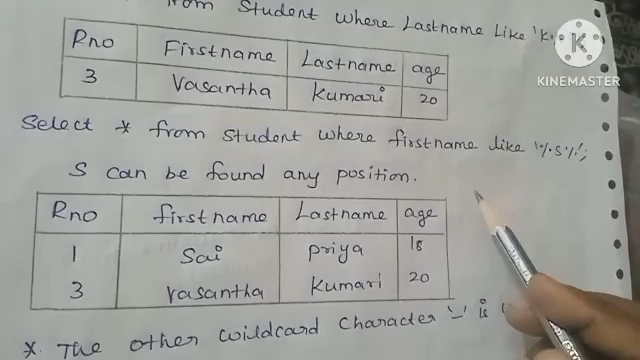 from Student where Lastname Like 'K
Rno Firstname Lastname age
3 Vasantha Kumari 20
K
KINEMASTER
Select * from Student where firstname like '%s%';
S can be found any position.
Rno firstname Lastname age
1 Sai priya 18
3 vasantha Kumari 20
*. The other wildcard character '_' is